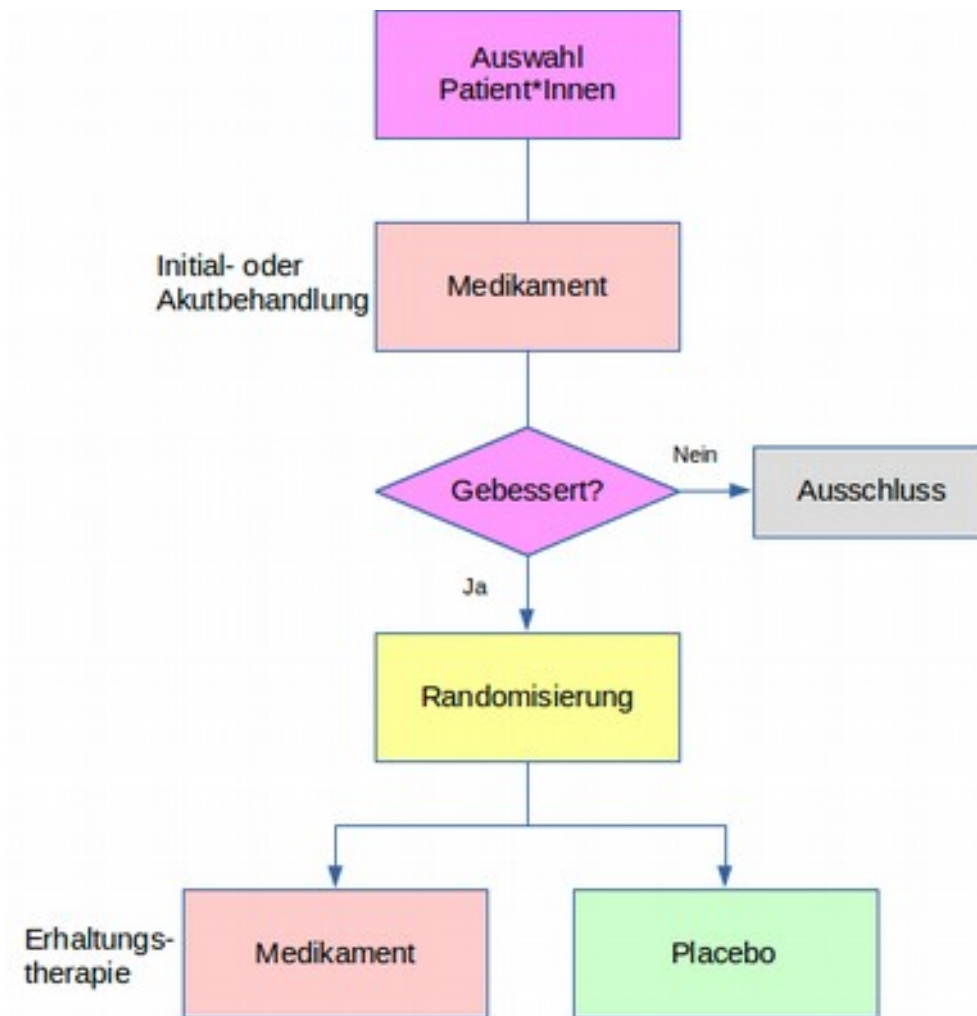 Auswahl
Patient*Innen
Initial- oder
Akutbehandlung
Medikament
Gebessert?
Nein
Ausschluss
Ja
Randomisierung
Erhaltungs-
therapie
Medikament
Placebo